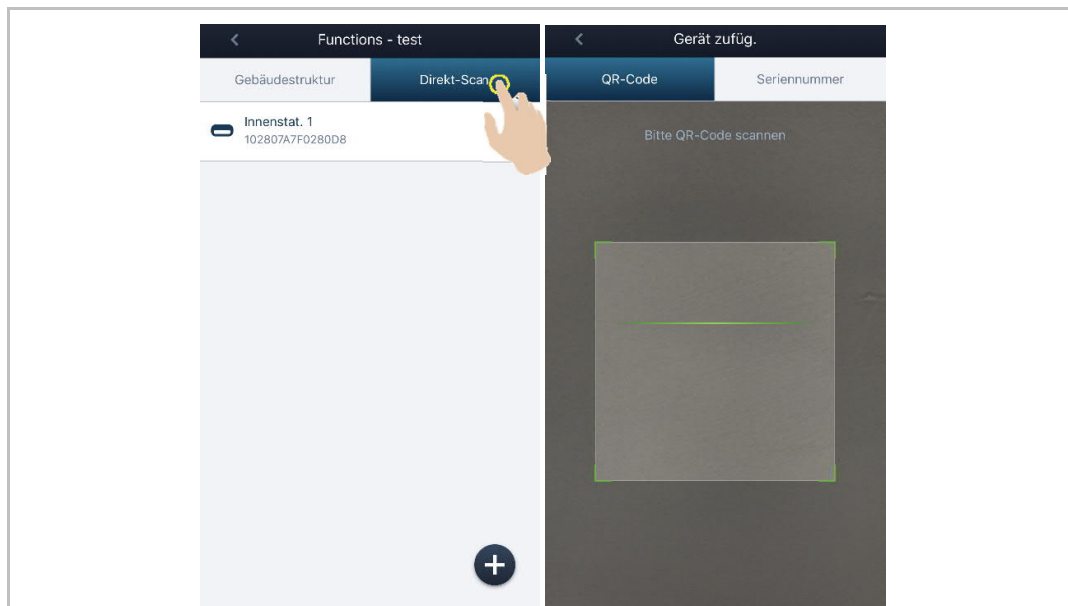 Functions - test
Gebäudestruktur
Direkt-Scan
Innenstat. 1
102807A7F0280D8
Gerät zufüg.
QR-Code
Seriennummer
Bitte QR-Code scannen